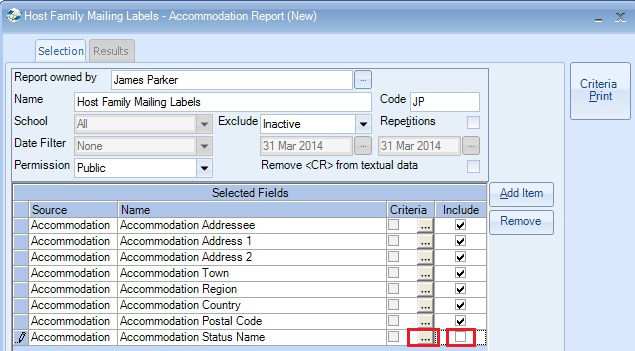 Host Family Mailing Labels - Accommodation Report (New)
Selection Results
Report owned by James Parker ...
Name Host Family Mailing Labels Code JP
School All Exclude Inactive Repetitions
Date Filter None 31 Mar 2014 ... 31 Mar 2014 ...
Permission Public Remove <CR> from textual data
Criteria
Print
Selected Fields
Source Name Criteria Include
Accommodation Accommodation Addressee ...
Accommodation Accommodation Address 1 ...
Accommodation Accommodation Address 2 ...
Accommodation Accommodation Town ...
Accommodation Accommodation Region ...
Accommodation Accommodation Country ...
Accommodation Accommodation Postal Code ...
Accommodation Accommodation Status Name ...
Add Item
Remove